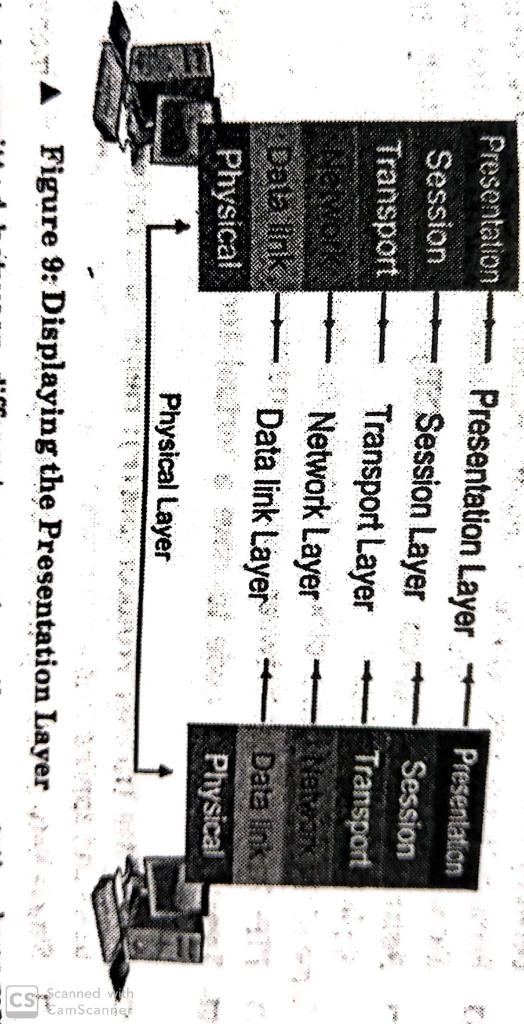 Presentation
Session
Transport
Network
Data link
Physical
Presentation Layer
Session Layer
Transport Layer
Network Layer
Data link Layer
Physical Layer
Presentation
Session
Transport
Network
Data link
Physical
▲ Figure 9: Displaying the Presentation Layer
CS Scanned with
CamScanner